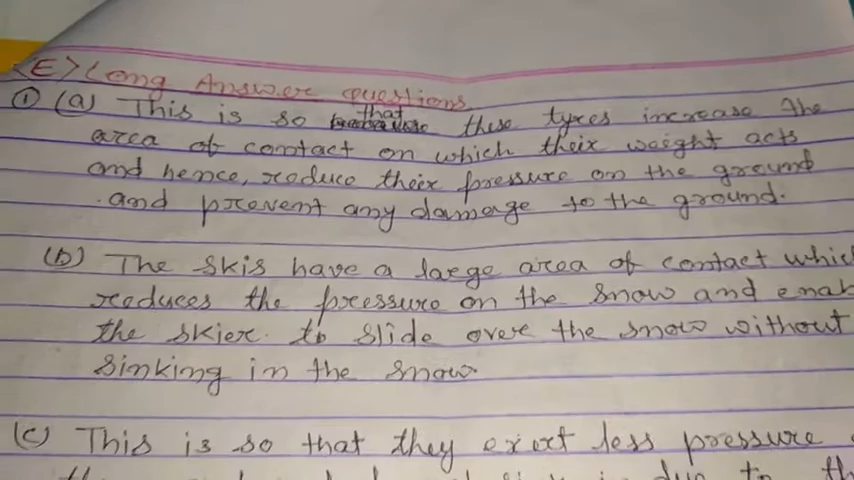 <E> Long Answer questions
① (a) This is so that these tyres increase the
area of contact on which their weight acts
and hence, reduce their pressure on the ground
and prevent any damage to the ground.
(b) The skis have a large area of contact which
reduces the pressure on the snow and enab
the skier. to slide over the snow without
sinking in the snow.
(c) This is so that they exert less pressure
due to th